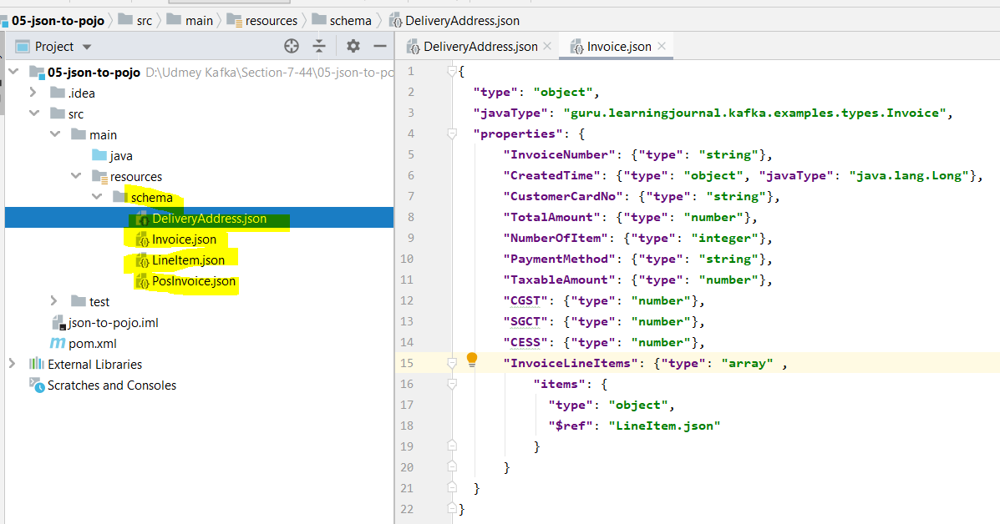 05-json-to-pojo src main resources schema DeliveryAddress.json
Project
05-json-to-pojo D:\Udmey Kafka\Section-7-44\05-json-to-po
.idea
src
main
java
resources
schema
DeliveryAddress.json
Invoice.json
LineItem.json
PosInvoice.json
test
json-to-pojo.iml
pom.xml
External Libraries
Scratches and Consoles
DeliveryAddress.json Invoice.json
1 {
2 "type": "object",
3 "javaType": "guru.learningjournal.kafka.examples.types.Invoice",
4 "properties": {
5 "InvoiceNumber": {"type": "string"},
6 "CreatedTime": {"type": "object", "javaType": "java.lang.Long"},
7 "CustomerCardNo": {"type": "string"},
8 "TotalAmount": {"type": "number"},
9 "NumberOfItem": {"type": "integer"},
10 "PaymentMethod": {"type": "string"},
11 "TaxableAmount": {"type": "number"},
12 "CGST": {"type": "number"},
13 "SGCT": {"type": "number"},
14 "CESS": {"type": "number"},
15 "InvoiceLineItems": {"type": "array" ,
16 "items": {
17 "type": "object",
18 "$ref": "LineItem.json"
19 }
20 }
21 }
22 }